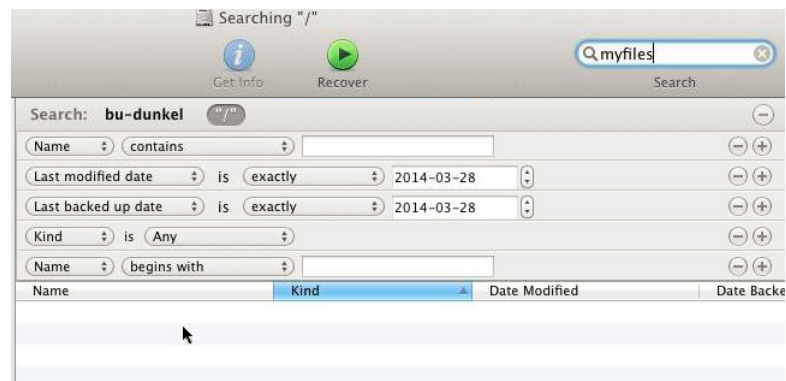 Searching "/"
myfiles
Get Info Recover Search
Search: bu-dunkel "/"
Name contains
Last modified date is exactly 2014-03-28
Last backed up date is exactly 2014-03-28
Kind is Any
Name begins with
Name Kind Date Modified Date Backe